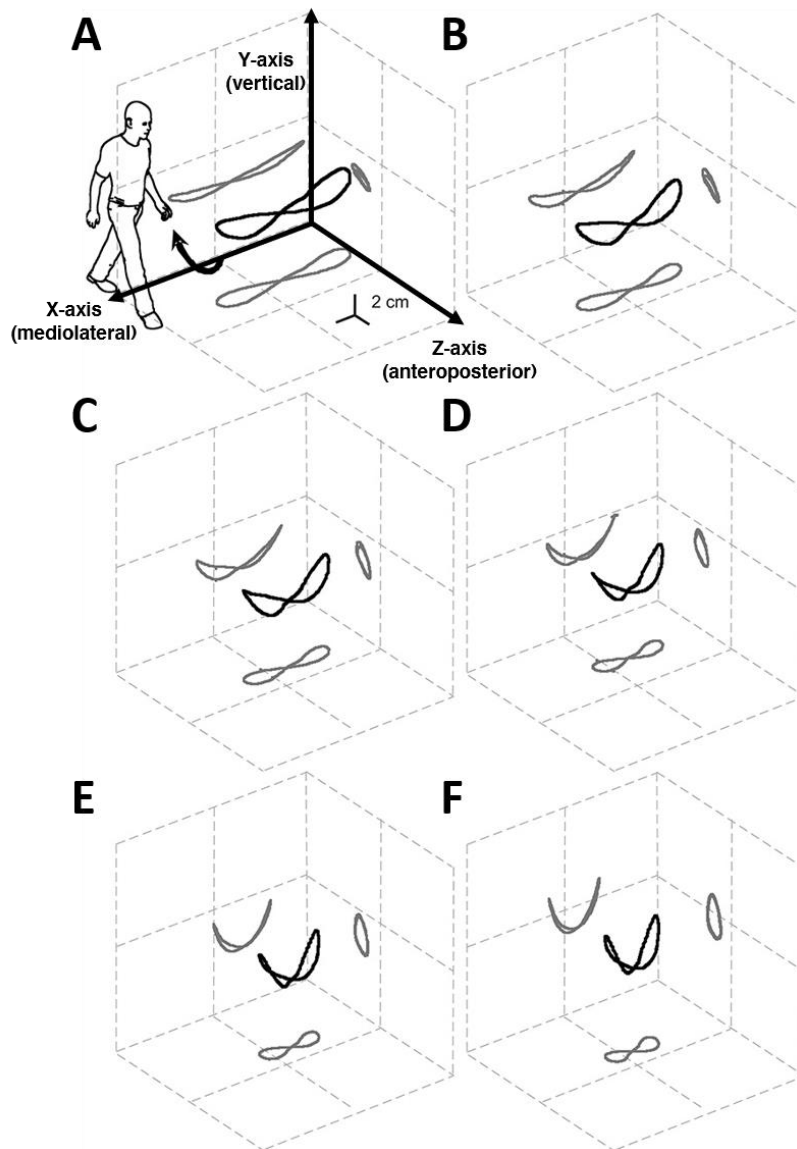 A
B
Y-axis
(vertical)
X-axis
(mediolateral)
2 cm
Z-axis
(anteroposterior)
C
D
E
F